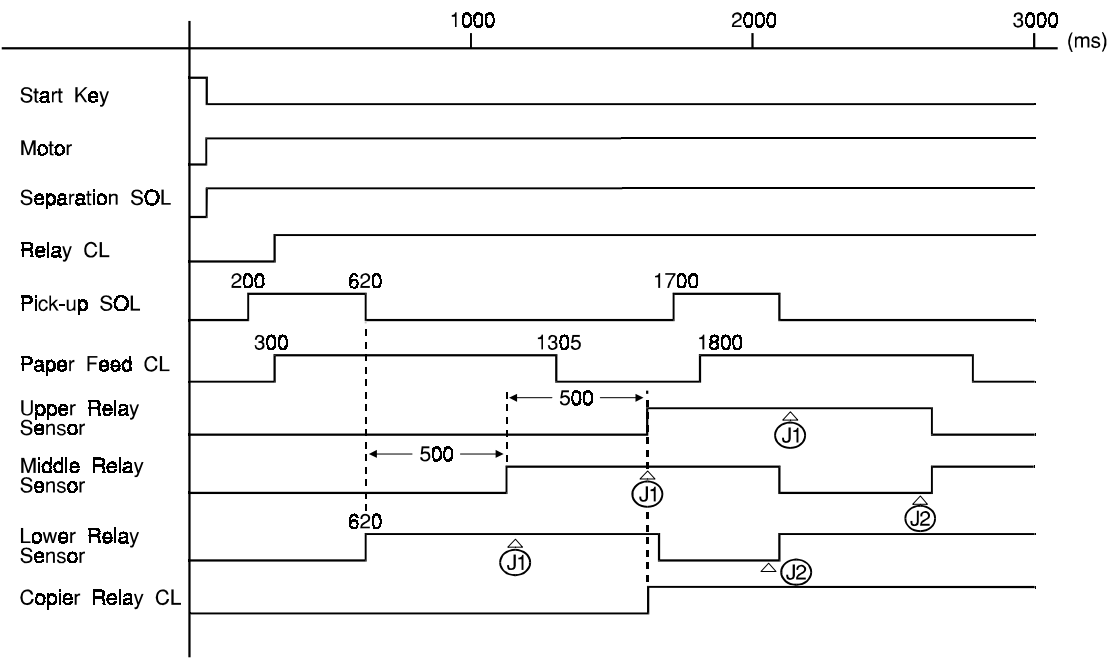 1000 2000 3000
(ms)
Start Key
Motor
Separation SOL
Relay CL
200 620 1700
Pick-up SOL
300 1305 1800
Paper Feed CL
500
Upper Relay
Sensor
J1
500
Middle Relay
Sensor
J1
J2
620
Lower Relay
Sensor
J1
J2
Copier Relay CL